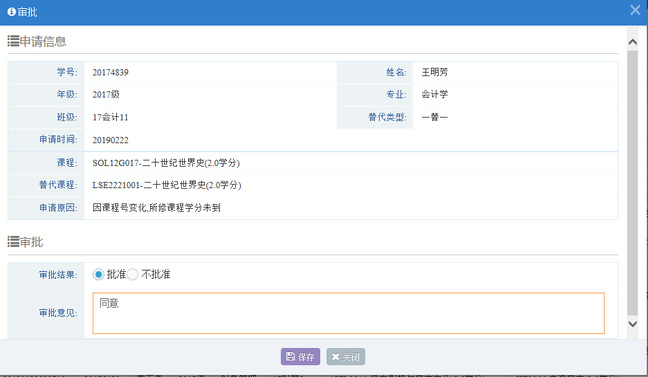 审批
申请信息
学号: 20174839 姓名: 王明芳
年级: 2017级 专业: 会计学
班级: 17会计11 替代类型: 一替一
申请时间: 20190222
课程: SOL12G017-二十世纪世界史(2.0学分)
替代课程: LSE2221001-二十世纪世界史(2.0学分)
申请原因: 因课程号变化,所修课程学分未到
审批
审批结果: 批准 不批准
审批意见: 同意
保存 关闭